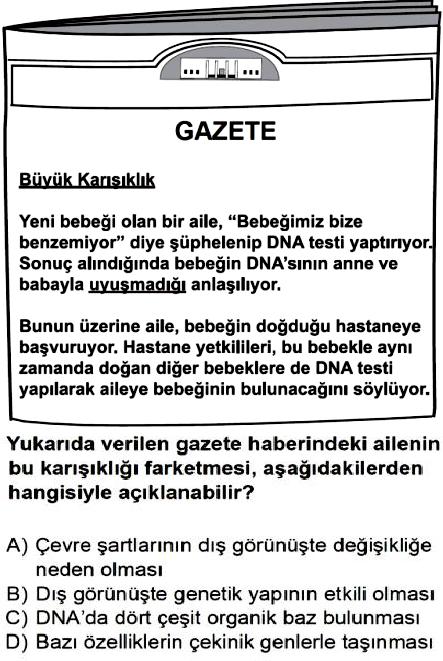 GAZETE
Büyük Karışıklık
Yeni bebeği olan bir aile, “Bebeğimiz bize
benzemiyor” diye şüphelenip DNA testi yaptırıyor.
Sonuç alındığında bebeğin DNA’sının anne ve
babayla uyuşmadığı anlaşılıyor.
Bunun üzerine aile, bebeğin doğduğu hastaneye
başvuruyor. Hastane yetkilileri, bu bebekle aynı
zamanda doğan diğer bebeklere de DNA testi
yapılarak aileye bebeğinin bulunacağını söylüyor.
Yukarıda verilen gazete haberindeki ailenin
bu karışıklığı farketmesi, aşağıdakilerden
hangisiyle açıklanabilir?
A) Çevre şartlarının dış görünüşte değişikliğe
neden olması
B) Dış görünüşte genetik yapının etkili olması
C) DNA’da dört çeşit organik baz bulunması
D) Bazı özelliklerin çekinik genlerle taşınması